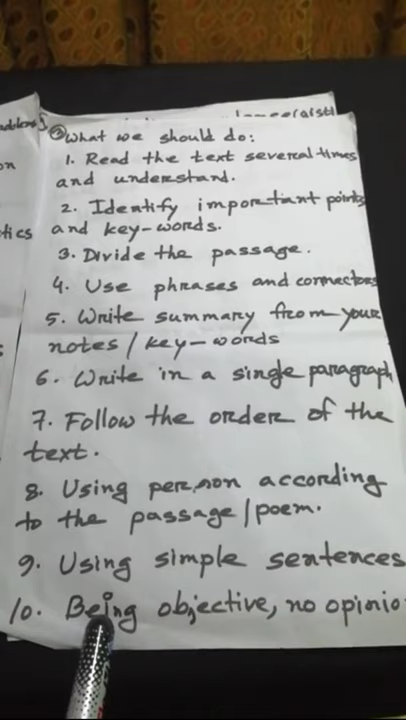 ② What we should do:
1. Read the text several times
and understand.
2. Identify important points
and key-words.
3. Divide the passage.
4. Use phrases and connectors
5. Write summary from your
notes/key-words
6. Write in a single paragraph
7. Follow the order of the
text.
8. Using person according
to the passage/poem.
9. Using simple sentences
10. Being objective, no opinio